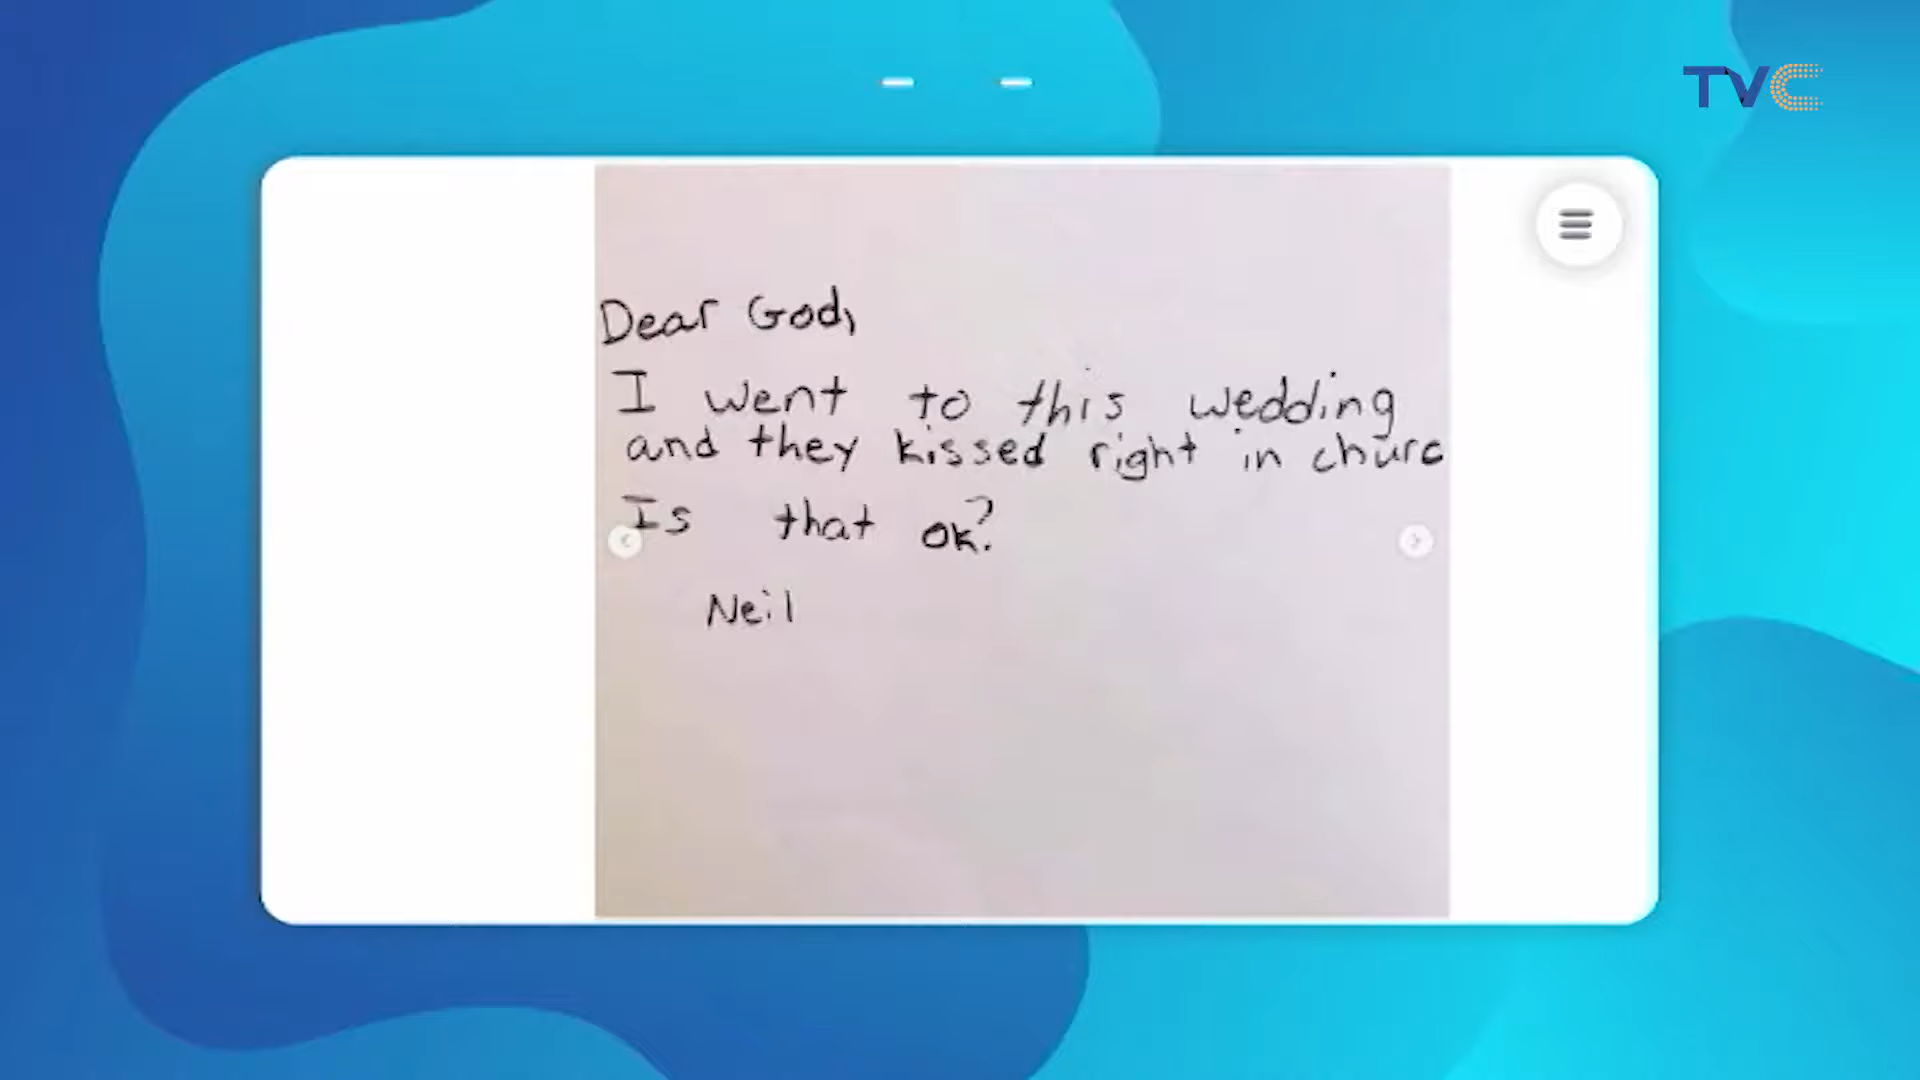 TVC
Dear God,
I went to this wedding
and they kissed right in churc
Is that ok?
Neil